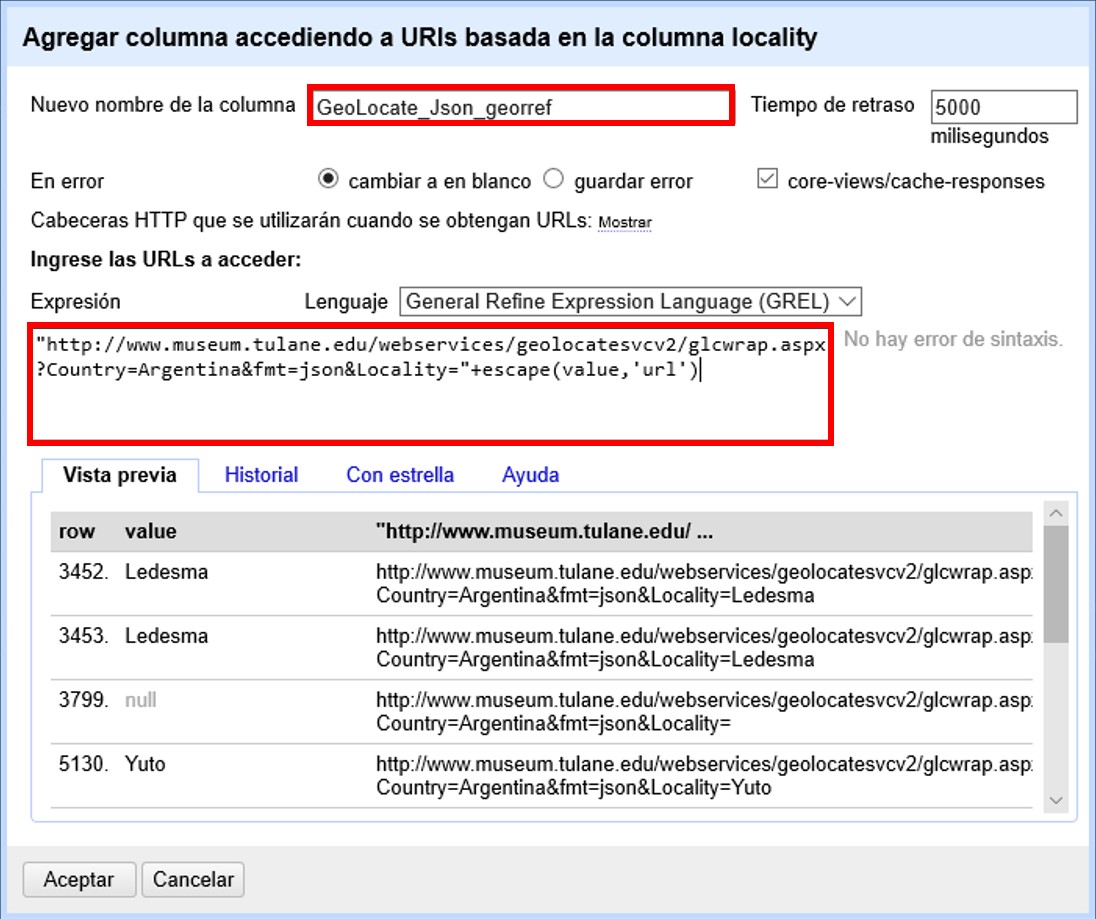 Agregar columna accediendo a URIs basada en la columna locality
Nuevo nombre de la columna GeoLocate_Json_georref Tiempo de retraso 5000
milisegundos
En error cambiar a en blanco guardar error core-views/cache-responses
Cabeceras HTTP que se utilizarán cuando se obtengan URLs: Mostrar
Ingrese las URLs a acceder:
Expresión Lenguaje General Refine Expression Language (GREL)
"http://www.museum.tulane.edu/webservices/geolocatesvcv2/glcwrap.aspx No hay error de sintaxis.
?Country=Argentina&fmt=json&Locality="+escape(value,'url')
Vista previa Historial Con estrella Ayuda
row value "http://www.museum.tulane.edu/ ...
3452. Ledesma http://www.museum.tulane.edu/webservices/geolocatesvcv2/glcwrap.asp
Country=Argentina&fmt=json&Locality=Ledesma
3453. Ledesma http://www.museum.tulane.edu/webservices/geolocatesvcv2/glcwrap.asp
Country=Argentina&fmt=json&Locality=Ledesma
3799. null http://www.museum.tulane.edu/webservices/geolocatesvcv2/glcwrap.asp
Country=Argentina&fmt=json&Locality=
5130. Yuto http://www.museum.tulane.edu/webservices/geolocatesvcv2/glcwrap.asp
Country=Argentina&fmt=json&Locality=Yuto
Aceptar Cancelar